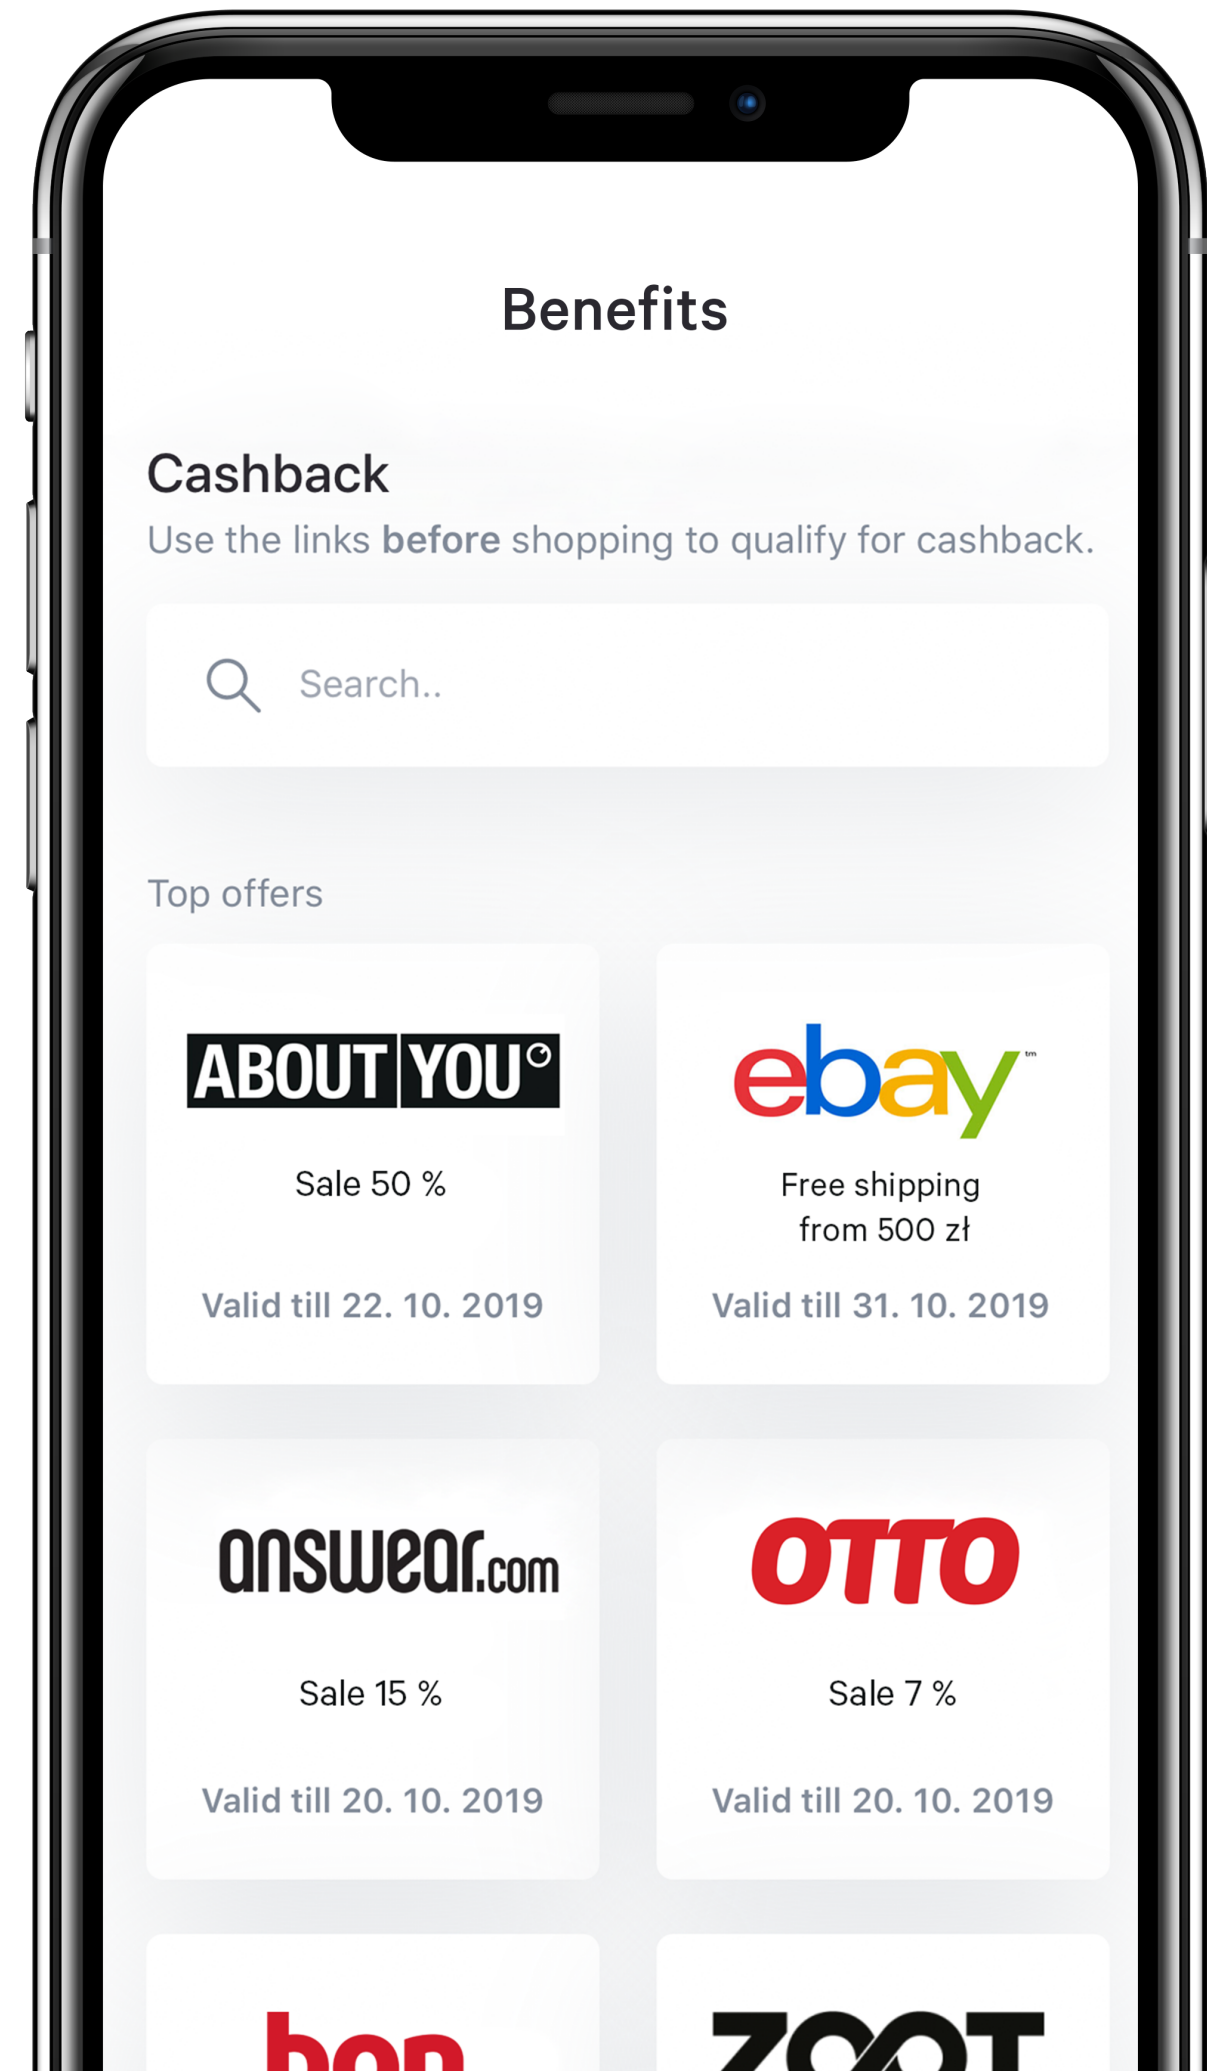 Benefits
Cashback
Use the links before shopping to qualify for cashback.
Search..
Top offers
ABOUT YOU
Sale 50 %
Valid till 22. 10. 2019
ebay™
Free shipping
from 500 zł
Valid till 31. 10. 2019
answear.com
Sale 15 %
Valid till 20. 10. 2019
OTTO
Sale 7 %
Valid till 20. 10. 2019
ZOOT